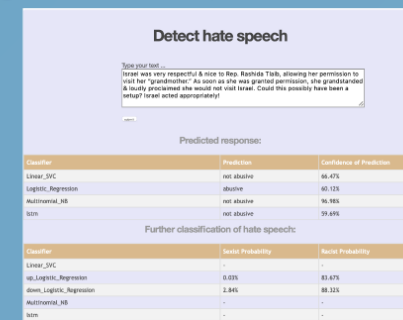 Detect hate speech
Type your text ...
Israel was very respectful & nice to Rep. Rashida Tlaib, allowing her permission to
visit her "grandmother." As soon as she was granted permission, she grandstanded
& loudly proclaimed she would not visit Israel. Could this possibly have been a
setup? Israel acted appropriately!
Predicted response:
Classifier Prediction Confidence of Prediction
Linear_SVC not abusive 66.47%
Logistic_Regression abusive 60.12%
Multinomial_NB not abusive 96.98%
lstm not abusive 59.69%
Further classification of hate speech:
Classifier Sexist Probability Racist Probability
Linear_SVC - -
up_Logistic_Regression 0.03% 83.67%
down_Logistic_Regression 2.84% 88.32%
Multinomial_NB - -
lstm - -